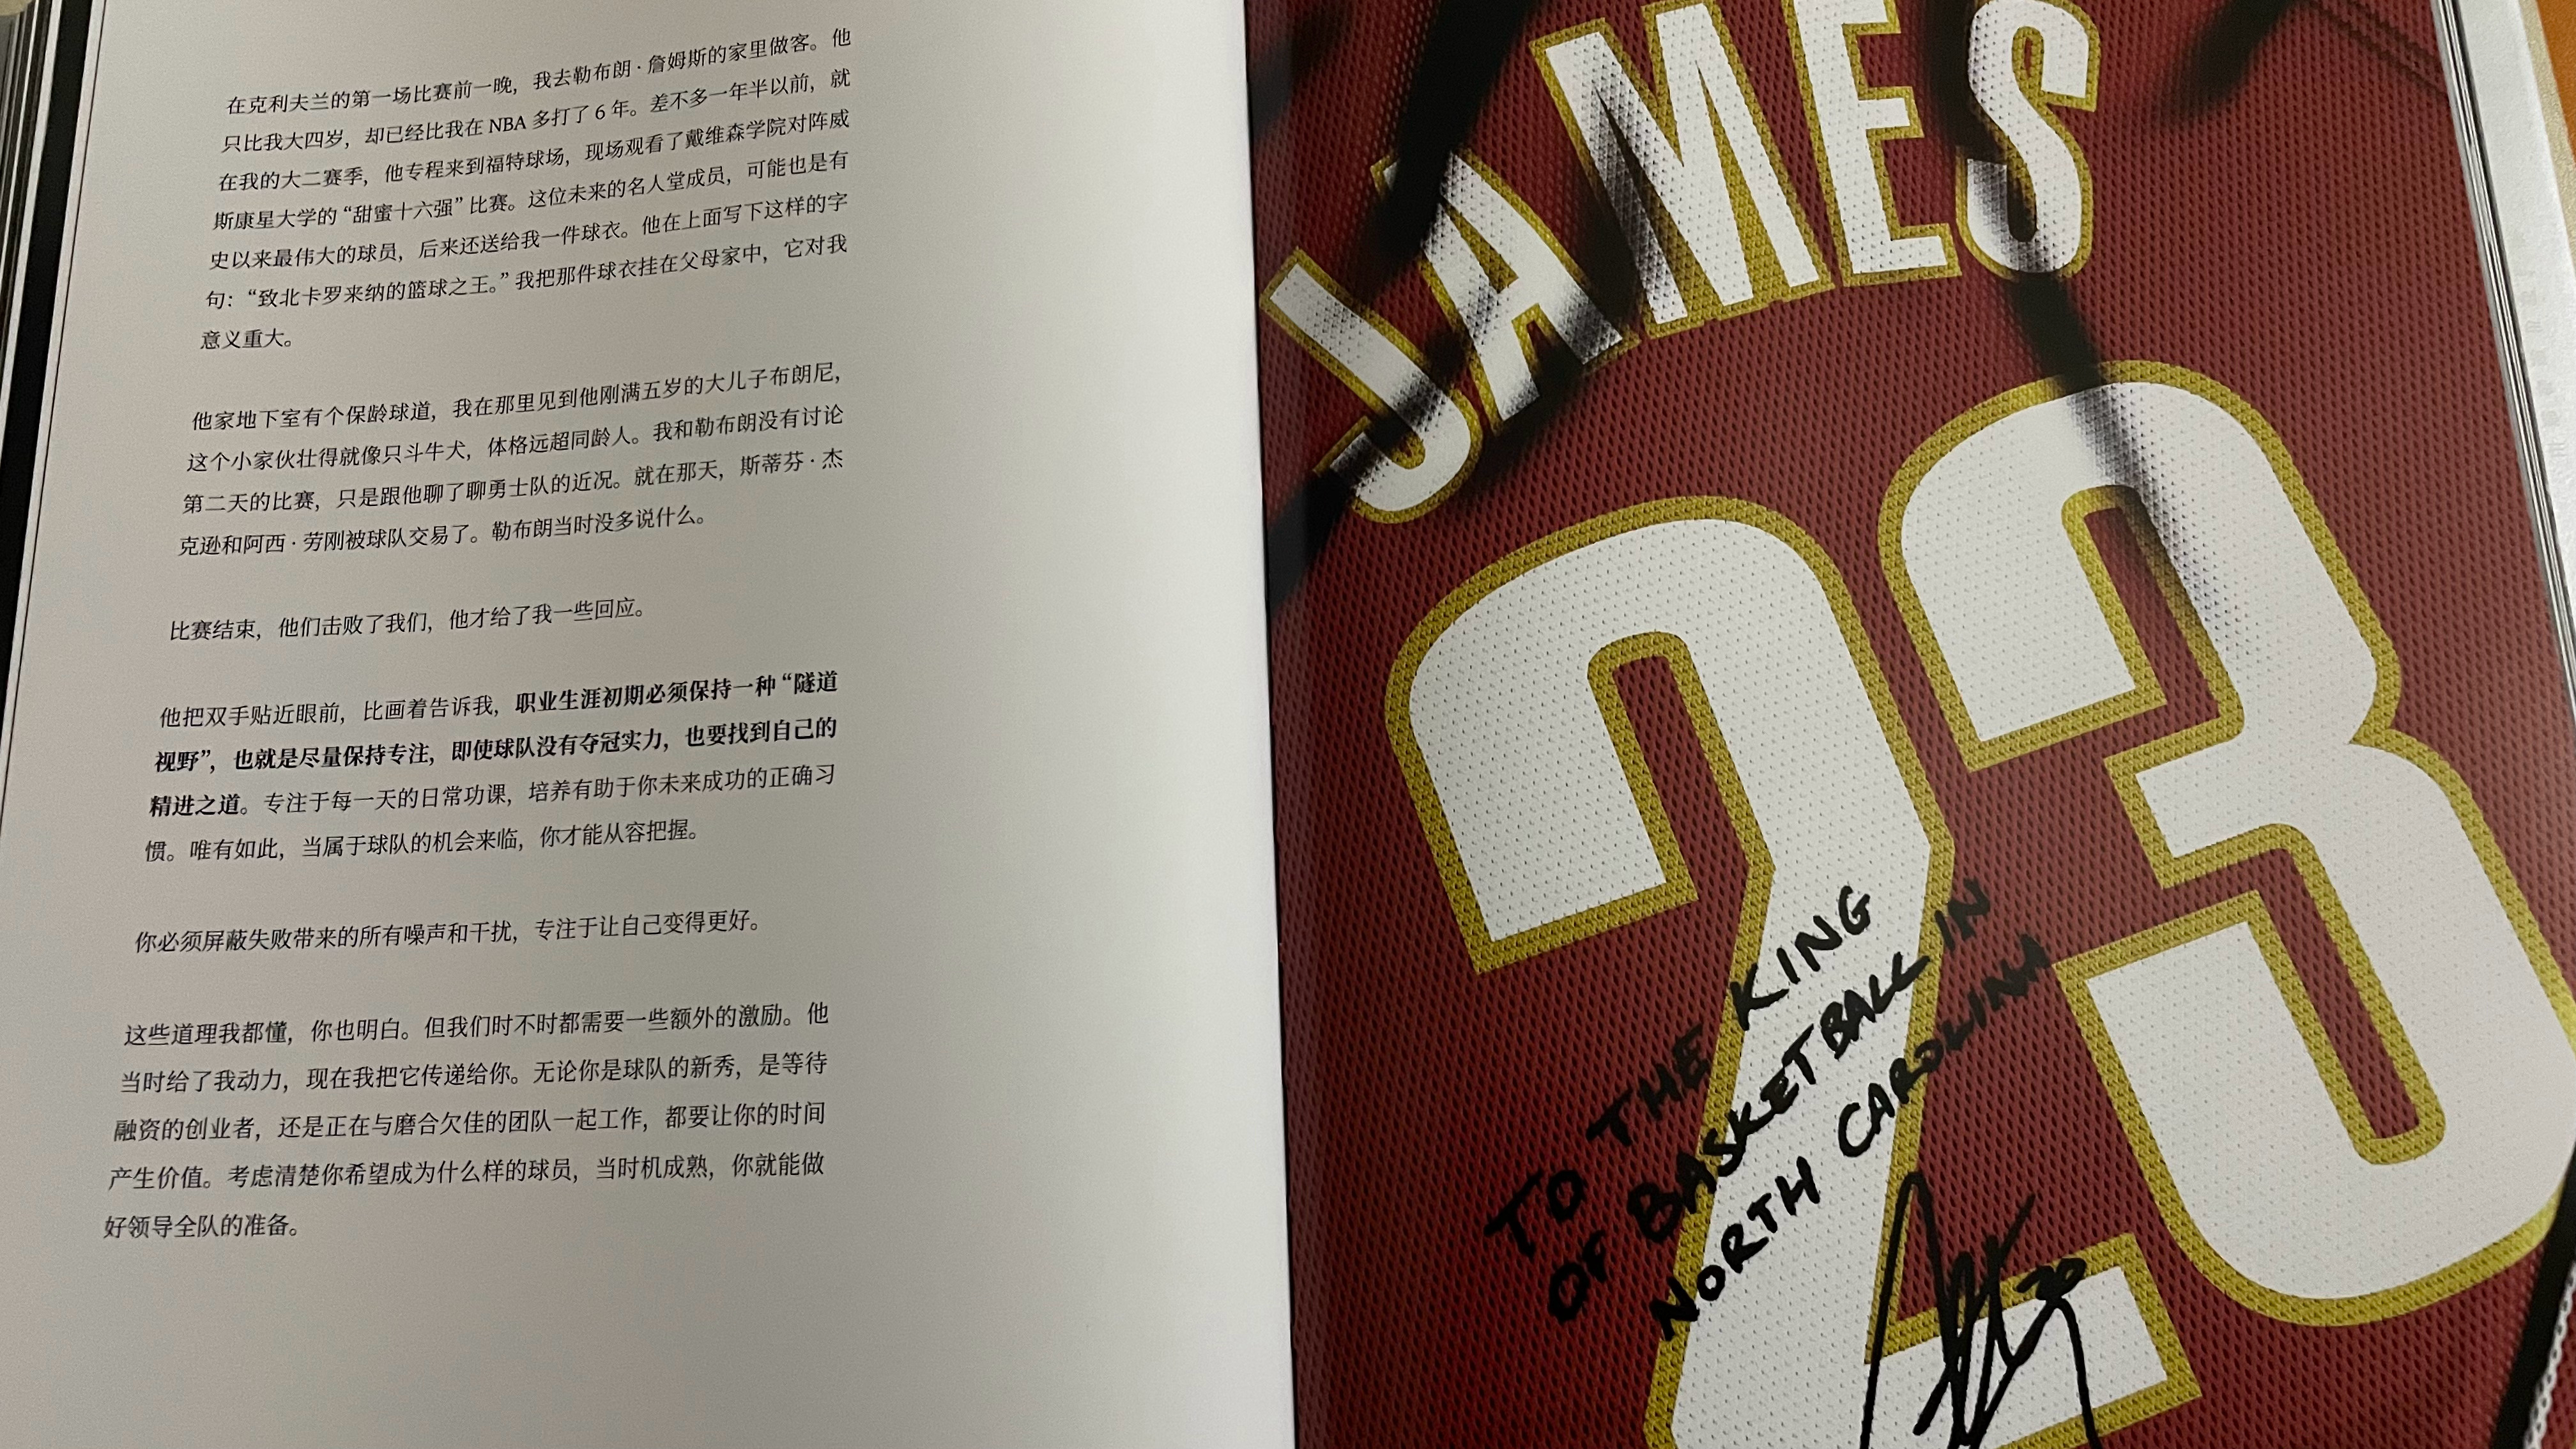 在克利夫兰的第一场比赛前一晚，我去勒布朗·詹姆斯的家里做客。他
只比我大四岁，却已经比我在 NBA 多打了 6 年。差不多一年半以前，就
在我的大二赛季，他专程来到福特球场，现场观看了戴维森学院对阵威
斯康星大学的“甜蜜十六强”比赛。这位未来的名人堂成员，可能也是有
史以来最伟大的球员，后来还送给我一件球衣。他在上面写下这样的字
句：“致北卡罗来纳的篮球之王。”我把那件球衣挂在父母家中，它对我
意义重大。
他家地下室有个保龄球道，我在那里见到他刚满五岁的大儿子布朗尼，
这个小家伙壮得就像只斗牛犬，体格远超同龄人。我和勒布朗没有讨论
第二天的比赛，只是跟他聊了聊勇士队的近况。就在那天，斯蒂芬·杰
克逊和阿西·劳刚被球队交易了。勒布朗当时没多说什么。
比赛结束，他们击败了我们，他才给了我一些回应。
他把双手贴近眼前，比画着告诉我，职业生涯初期必须保持一种“隧道
视野”，也就是尽量保持专注，即使球队没有夺冠实力，也要找到自己的
精进之道。专注于每一天的日常功课，培养有助于你未来成功的正确习
惯。唯有如此，当属于球队的机会来临，你才能从容把握。
你必须屏蔽失败带来的所有噪声和干扰，专注于让自己变得更好。
这些道理我都懂，你也明白。但我们时不时都需要一些额外的激励。他
当时给了我动力，现在我把它传递给你。无论你是球队的新秀，是等待
融资的创业者，还是正在与磨合欠佳的团队一起工作，都要让你的时间
产生价值。考虑清楚你希望成为什么样的球员，当时机成熟，你就能做
好领导全队的准备。
JAMES
23
TO THE KING
OF BASKETBALL IN
NORTH CAROLINA